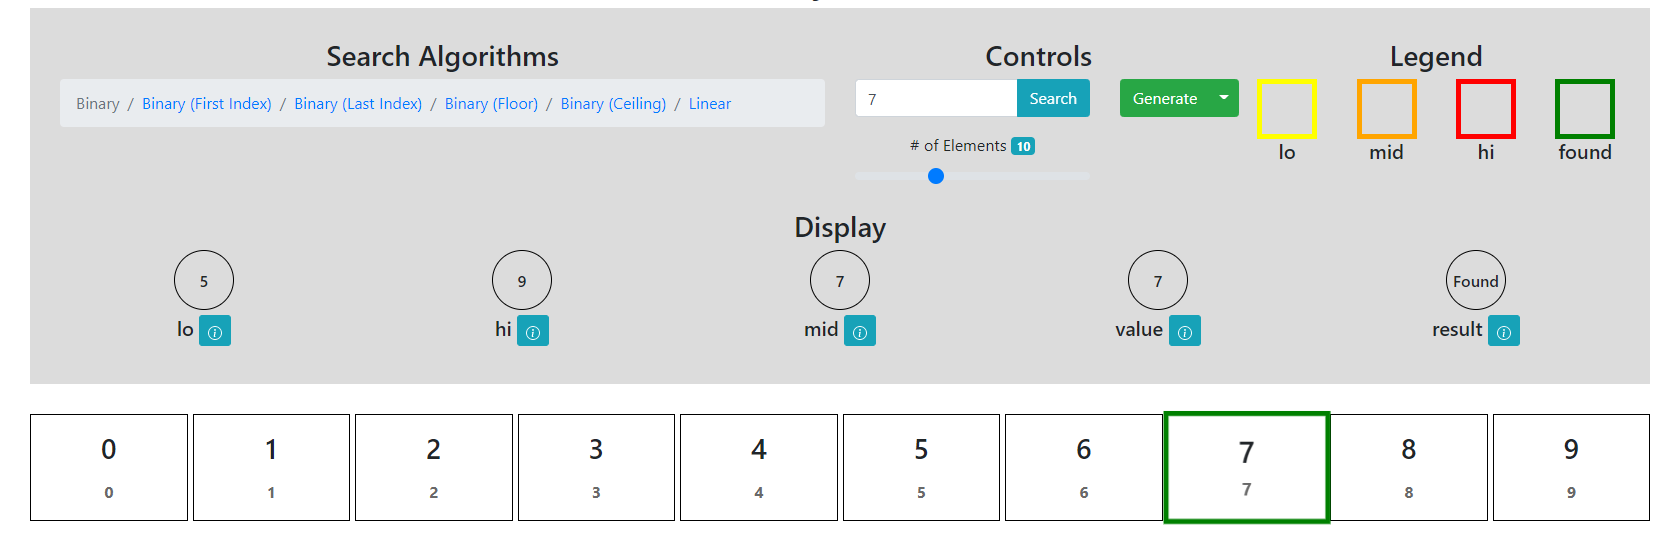 Search Algorithms
Binary / Binary (First Index) / Binary (Last Index) / Binary (Floor) / Binary (Ceiling) / Linear
Controls
7 Search Generate
# of Elements 10
Legend
lo mid hi found
Display
5 9 7 7 Found
lo hi mid value result
0 1 2 3 4 5 6 7 8 9
0 1 2 3 4 5 6 7 8 9